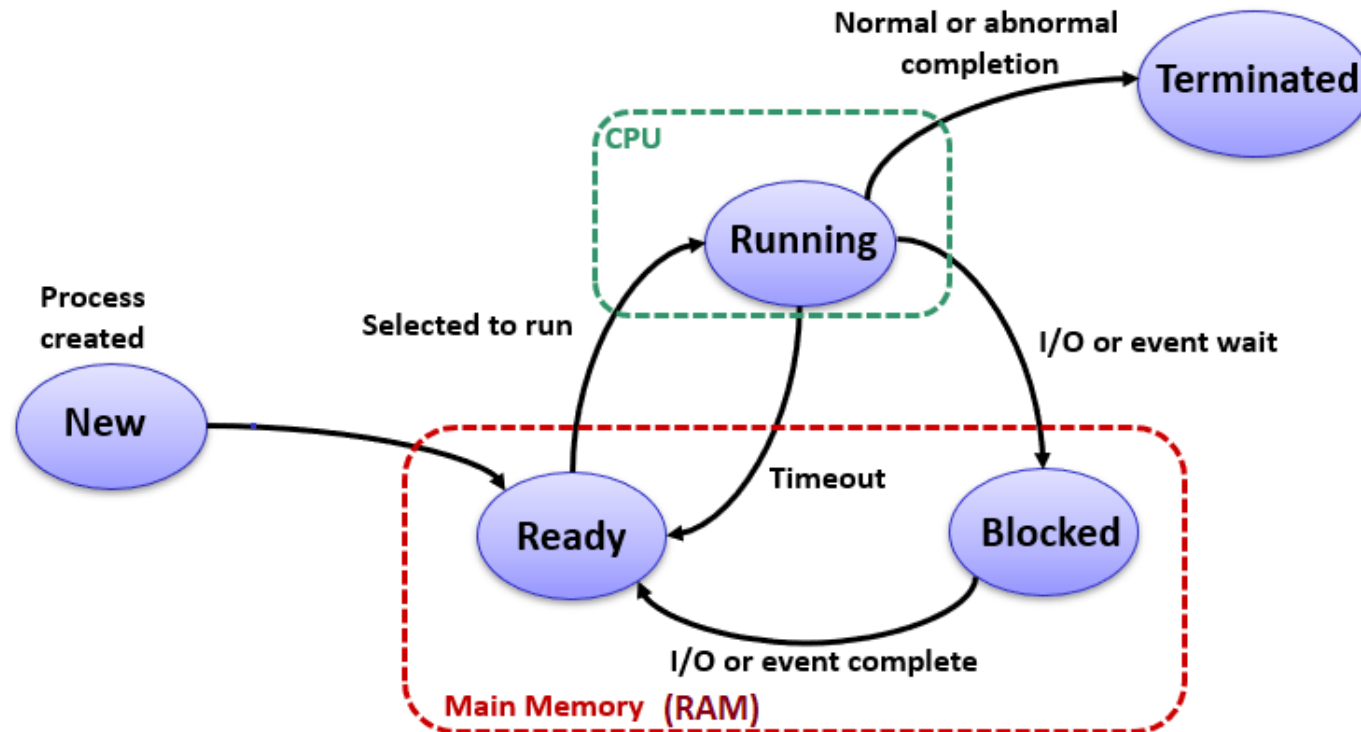 Normal or abnormal
completion
Terminated
CPU
Running
Process
created
Selected to run
I/O or event wait
New
Timeout
Ready
Blocked
I/O or event complete
Main Memory (RAM)